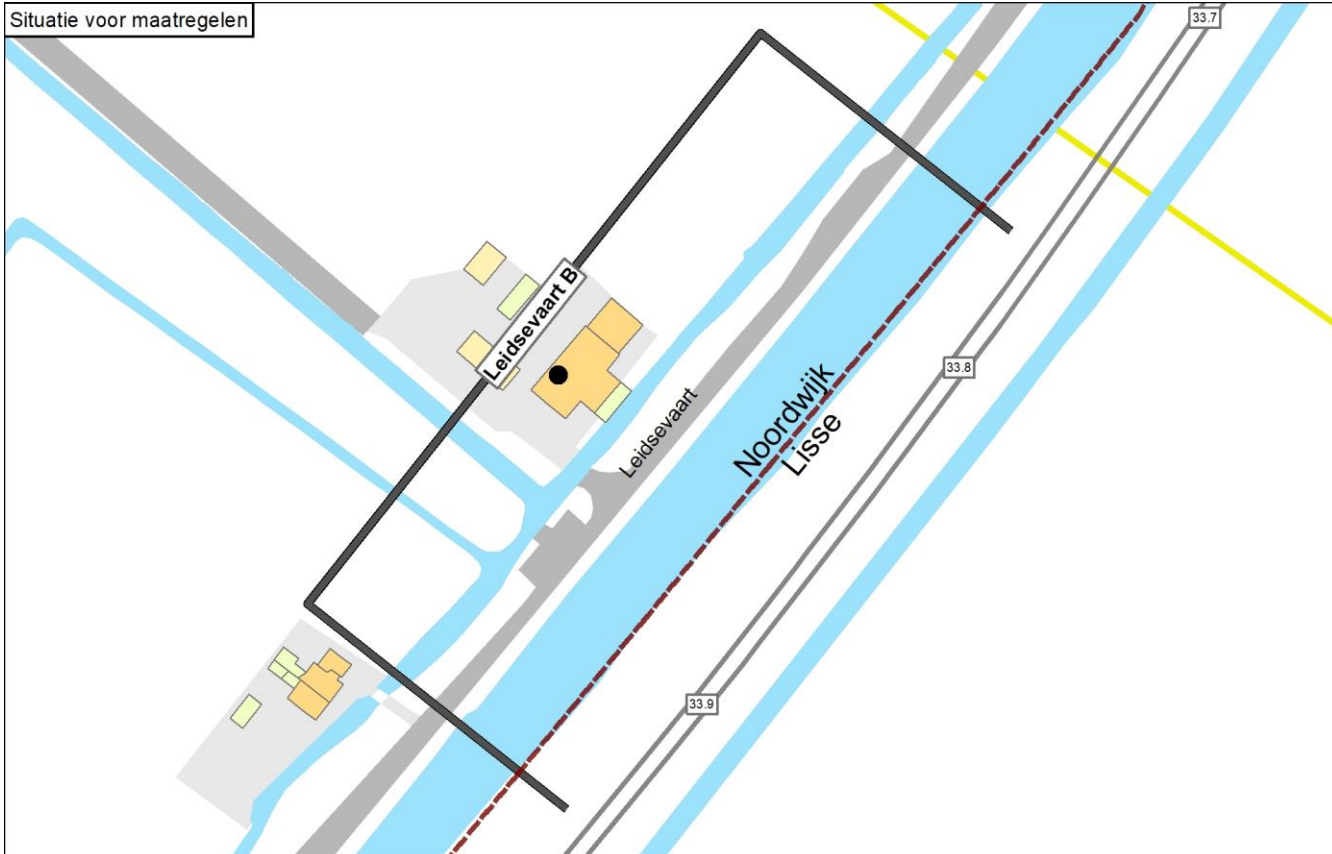 Situatie voor maatregelen
33.7
Leidsevaart B
33.8
Leidsevaart
Noordwijk
Lisse
33.9